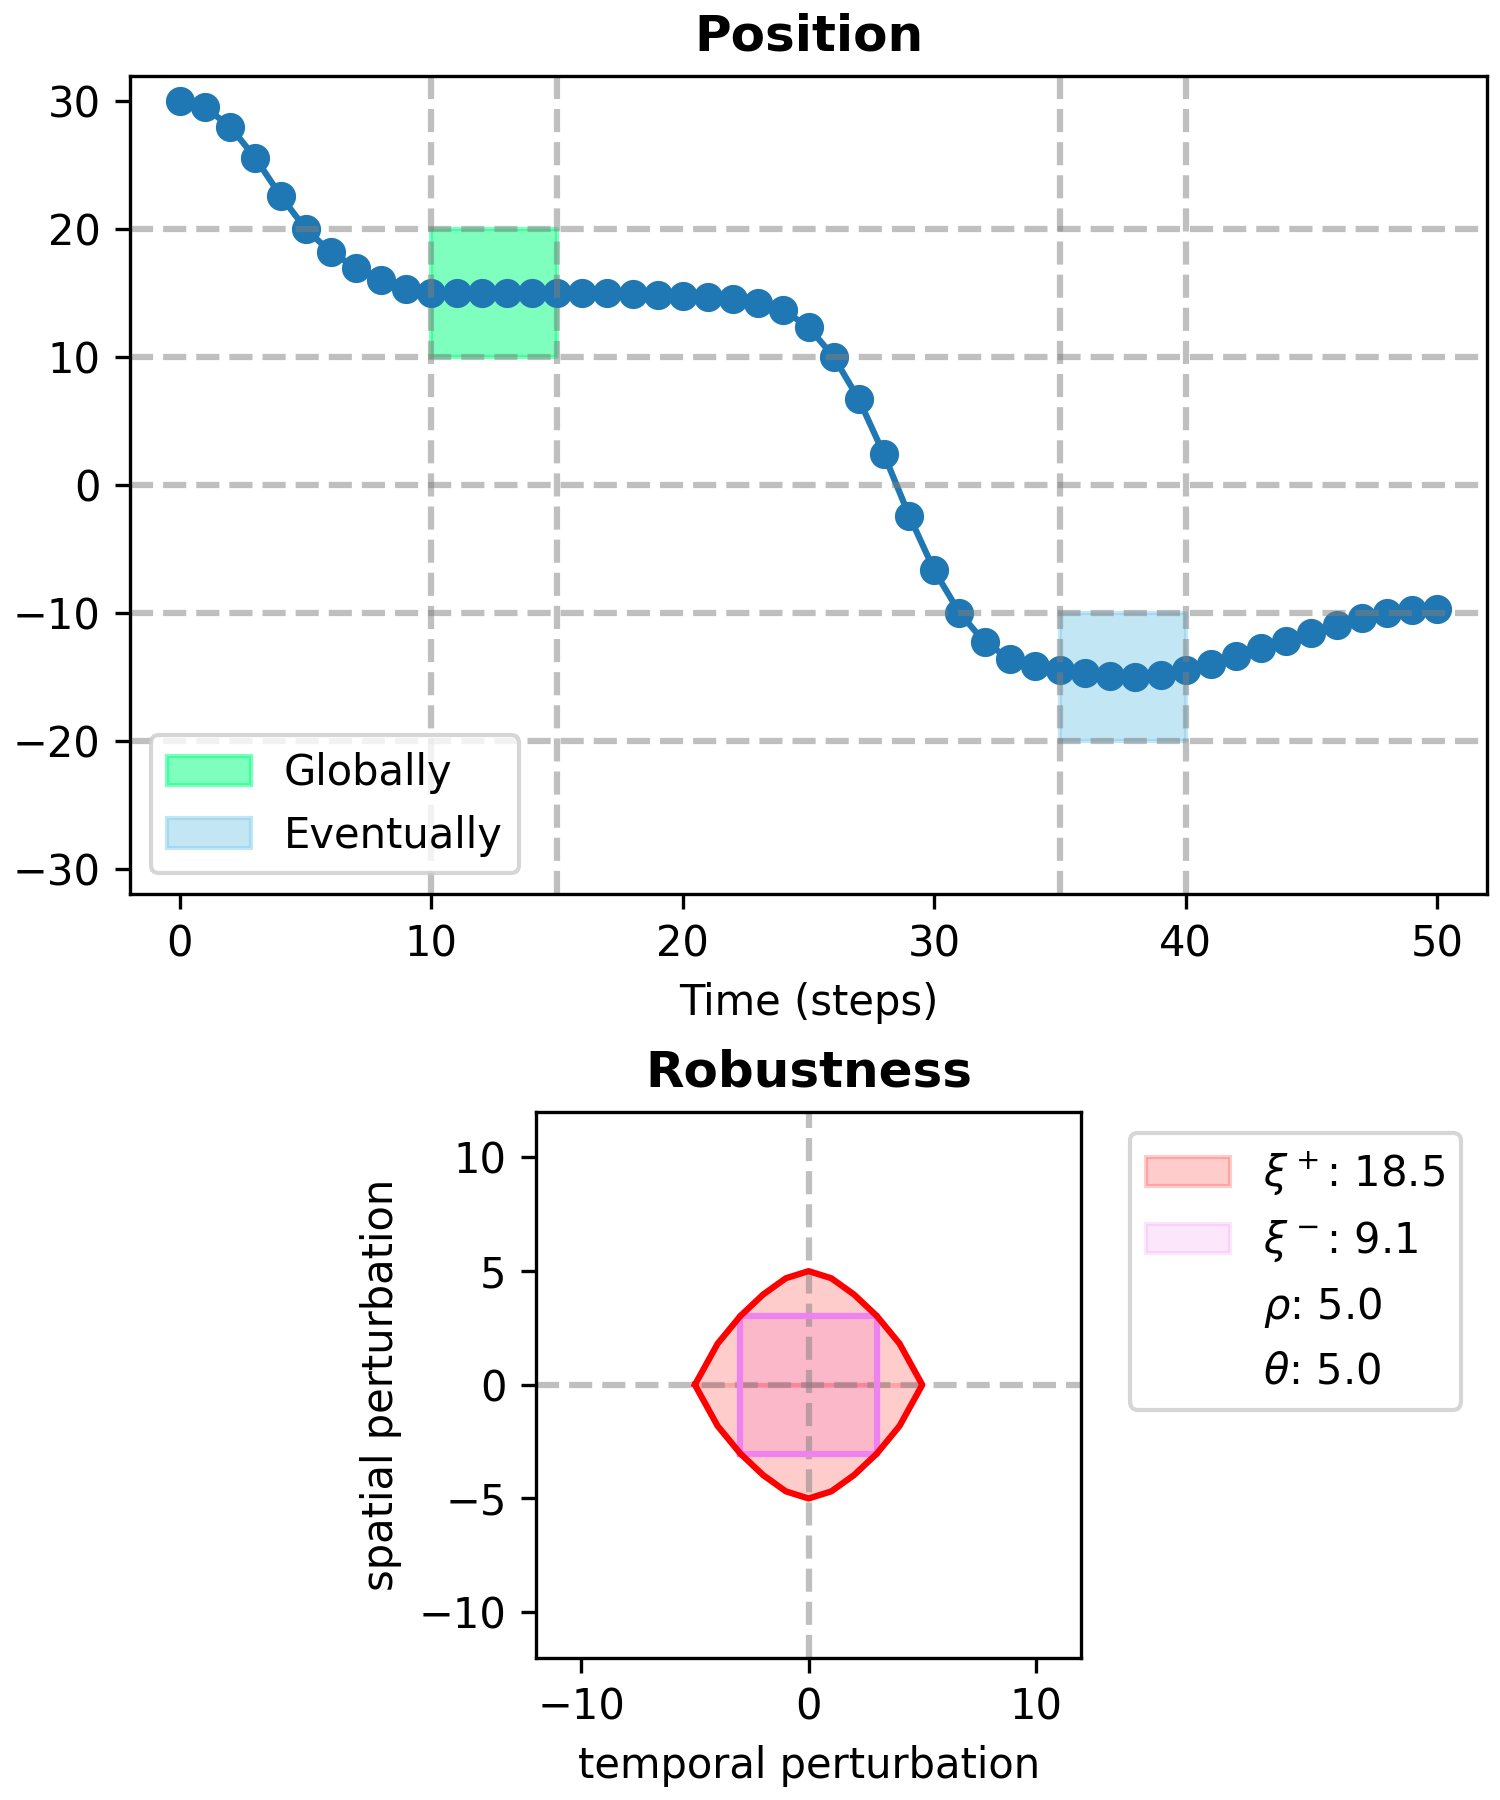 Position
30
20
10
0
−10
−20
−30
Globally
Eventually
0 10 20 30 40 50
Time (steps)
Robustness
10
5
0
−5
−10
spatial perturbation
−10 0 10
temporal perturbation
ξ⁺: 18.5
ξ⁻: 9.1
ρ: 5.0
θ: 5.0